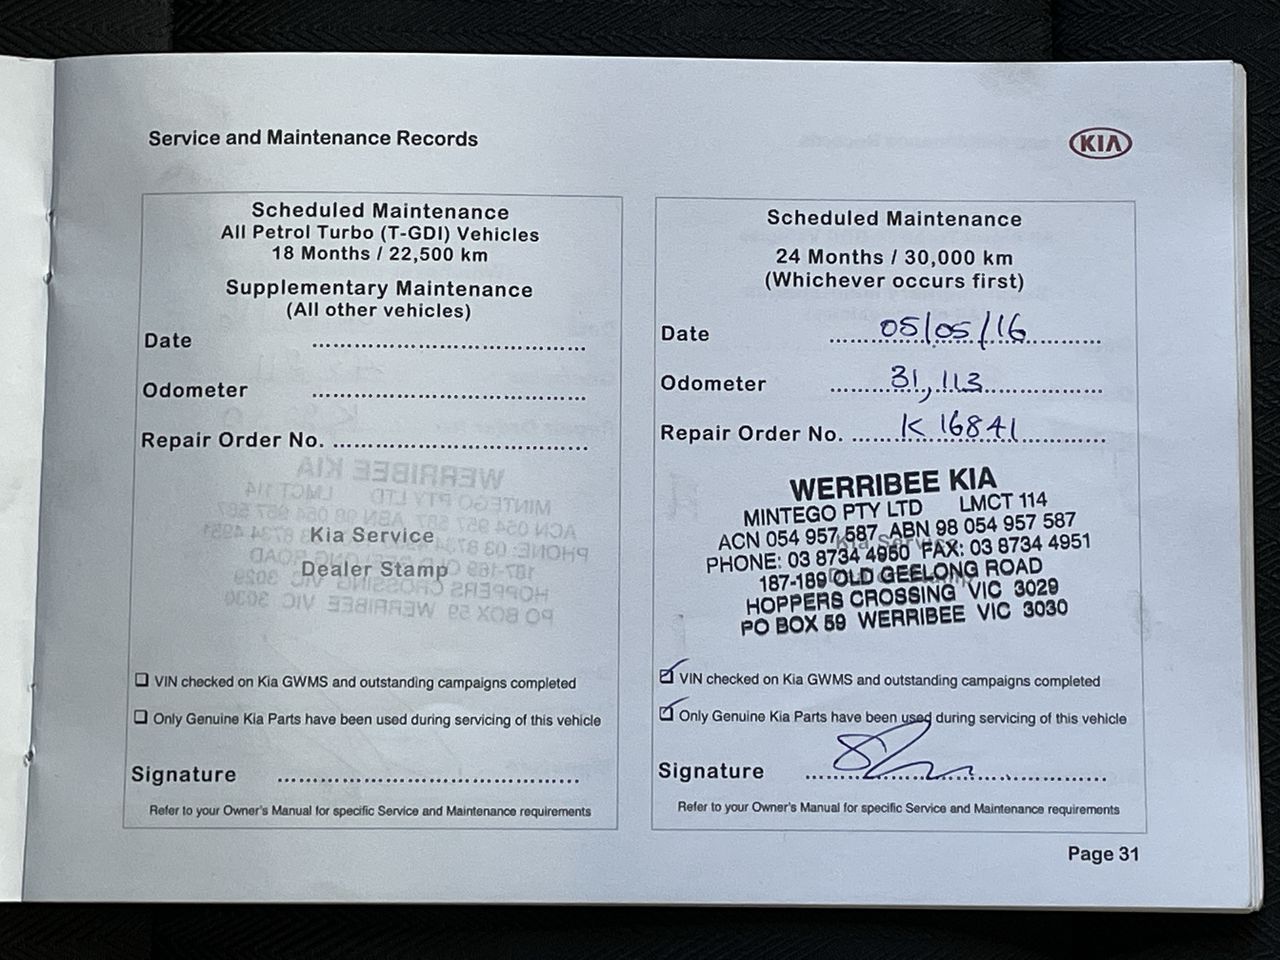 Service and Maintenance Records
KIA
Scheduled Maintenance
All Petrol Turbo (T-GDI) Vehicles
18 Months / 22,500 km
Supplementary Maintenance
(All other vehicles)
Date
Odometer
Repair Order No.
Kia Service
Dealer Stamp
VIN checked on Kia GWMS and outstanding campaigns completed
Only Genuine Kia Parts have been used during servicing of this vehicle
Signature
Refer to your Owner's Manual for specific Service and Maintenance requirements
Scheduled Maintenance
24 Months / 30,000 km
(Whichever occurs first)
Date 05/05/16
Odometer 31,113
Repair Order No. K16841
WERRIBEE KIA
MINTEGO PTY LTD LMCT 114
ACN 054 957 587 ABN 98 054 957 587
PHONE: 03 8734 4950 FAX: 03 8734 4951
187-189 OLD GEELONG ROAD
HOPPERS CROSSING VIC 3029
PO BOX 59 WERRIBEE VIC 3030
Kia Service
VIN checked on Kia GWMS and outstanding campaigns completed
Only Genuine Kia Parts have been used during servicing of this vehicle
Signature
Refer to your Owner's Manual for specific Service and Maintenance requirements
Page 31